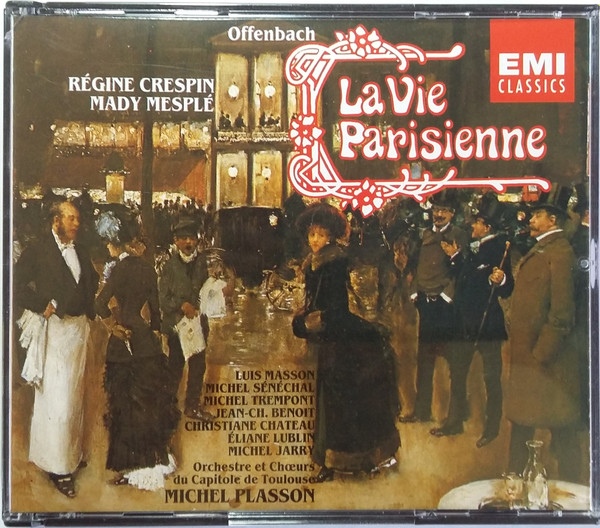 Offenbach
EMI
CLASSICS
RÉGINE CRESPIN
MADY MESPLÉ
La Vie
Parisienne
LUIS MASSON
MICHEL SÉNÉCHAL
MICHEL TREMPONT
JEAN-CH. BENOIT
CHRISTIANE CHATEAU
ÉLIANE LUBLIN
MICHEL JARRY
Orchestre et Chœurs
du Capitole de Toulouse
MICHEL PLASSON